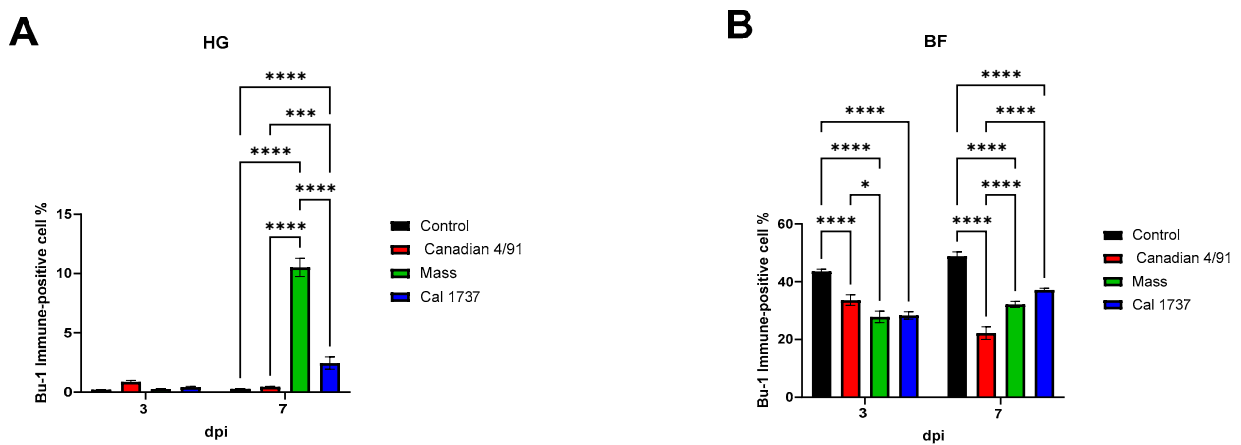 A
HG
****
***
****
****
****
Bu-1 Immune-positive cell %
15
10
5
0
3
7
dpi
Control
Canadian 4/91
Mass
Cal 1737
B
BF
****
****
****
****
****
*
****
****
****
Bu-1 Immune-positive cell %
60
40
20
0
3
7
dpi
Control
Canadian 4/91
Mass
Cal 1737